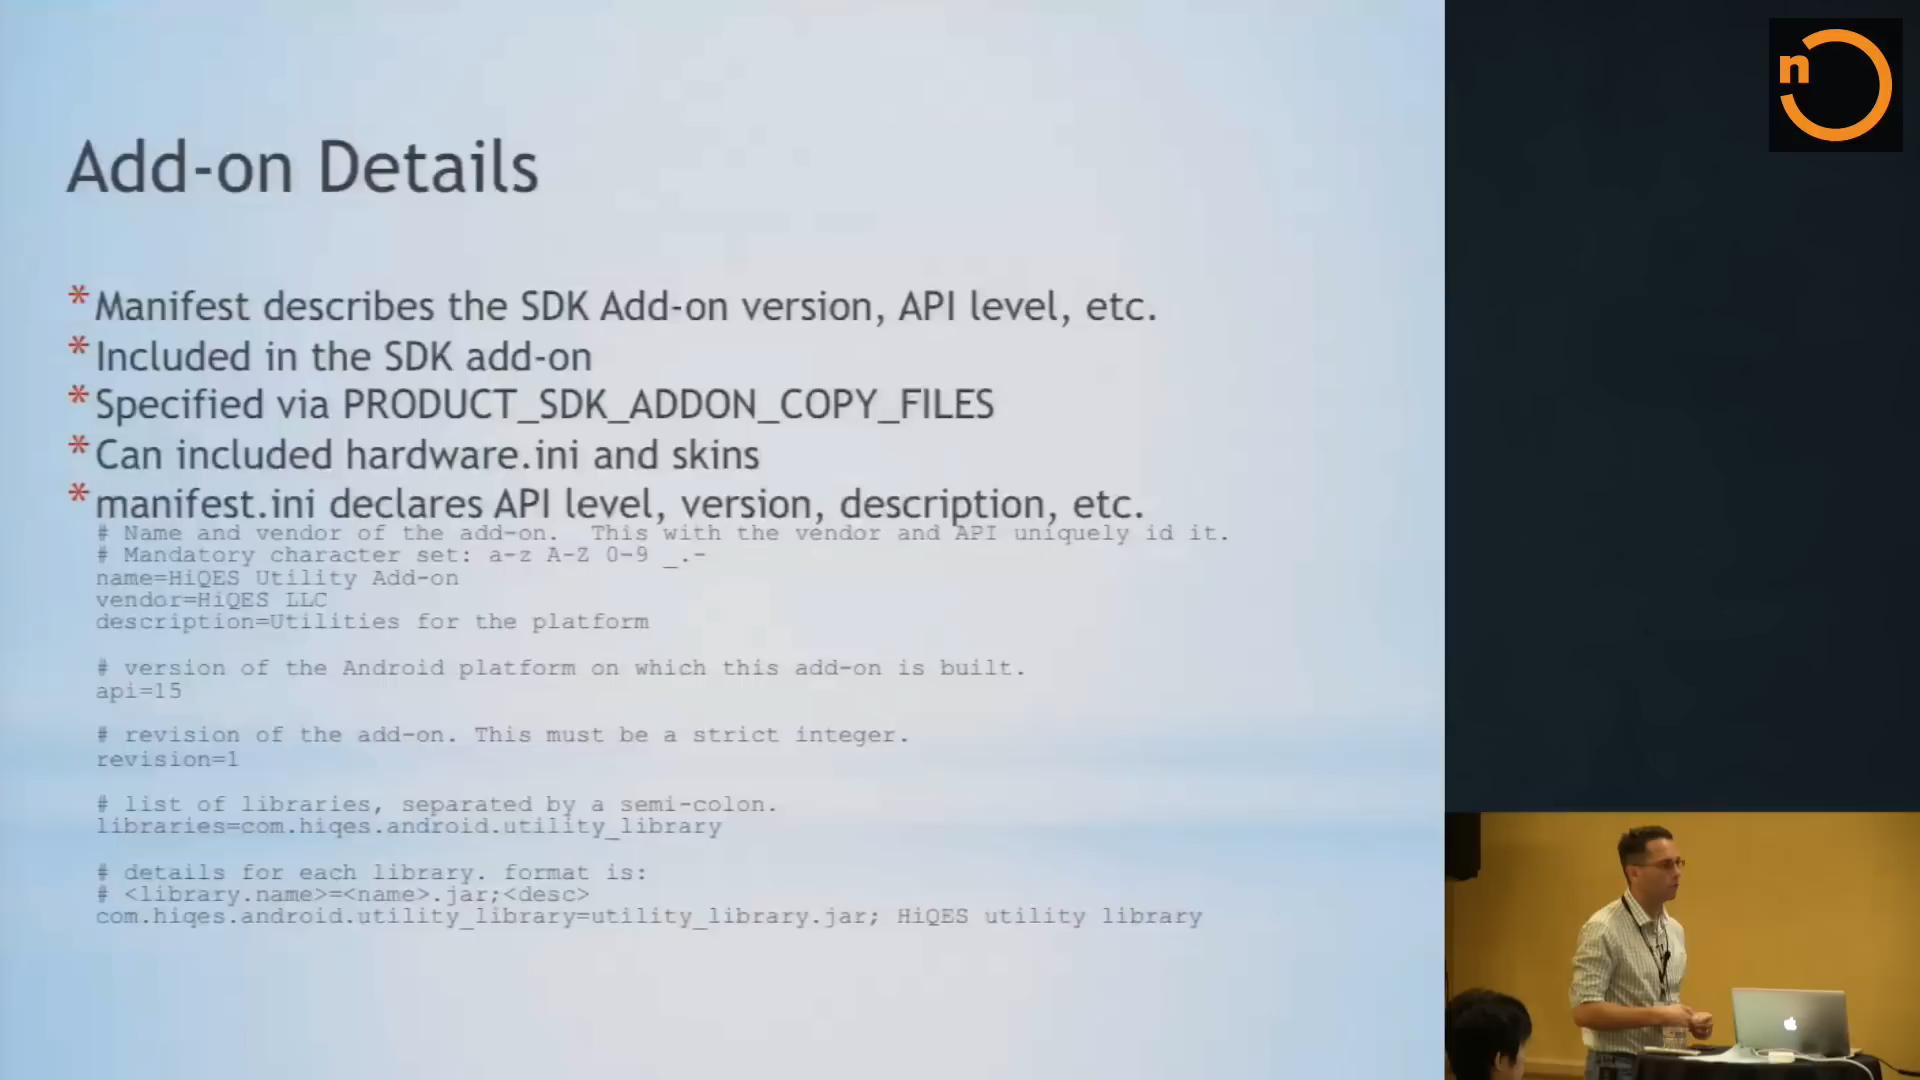 n
Add-on Details
* Manifest describes the SDK Add-on version, API level, etc.
* Included in the SDK add-on
* Specified via PRODUCT_SDK_ADDON_COPY_FILES
* Can included hardware.ini and skins
* manifest.ini declares API level, version, description, etc.
# Name and vendor of the add-on.  This with the vendor and API uniquely id it.
# Mandatory character set: a-z A-Z 0-9 _.-
name=HiQES Utility Add-on
vendor=HiQES LLC
description=Utilities for the platform
# version of the Android platform on which this add-on is built.
api=15
# revision of the add-on. This must be a strict integer.
revision=1
# list of libraries, separated by a semi-colon.
libraries=com.hiqes.android.utility_library
# details for each library. format is:
# <library.name>=<name>.jar;<desc>
com.hiqes.android.utility_library=utility_library.jar; HiQES utility library